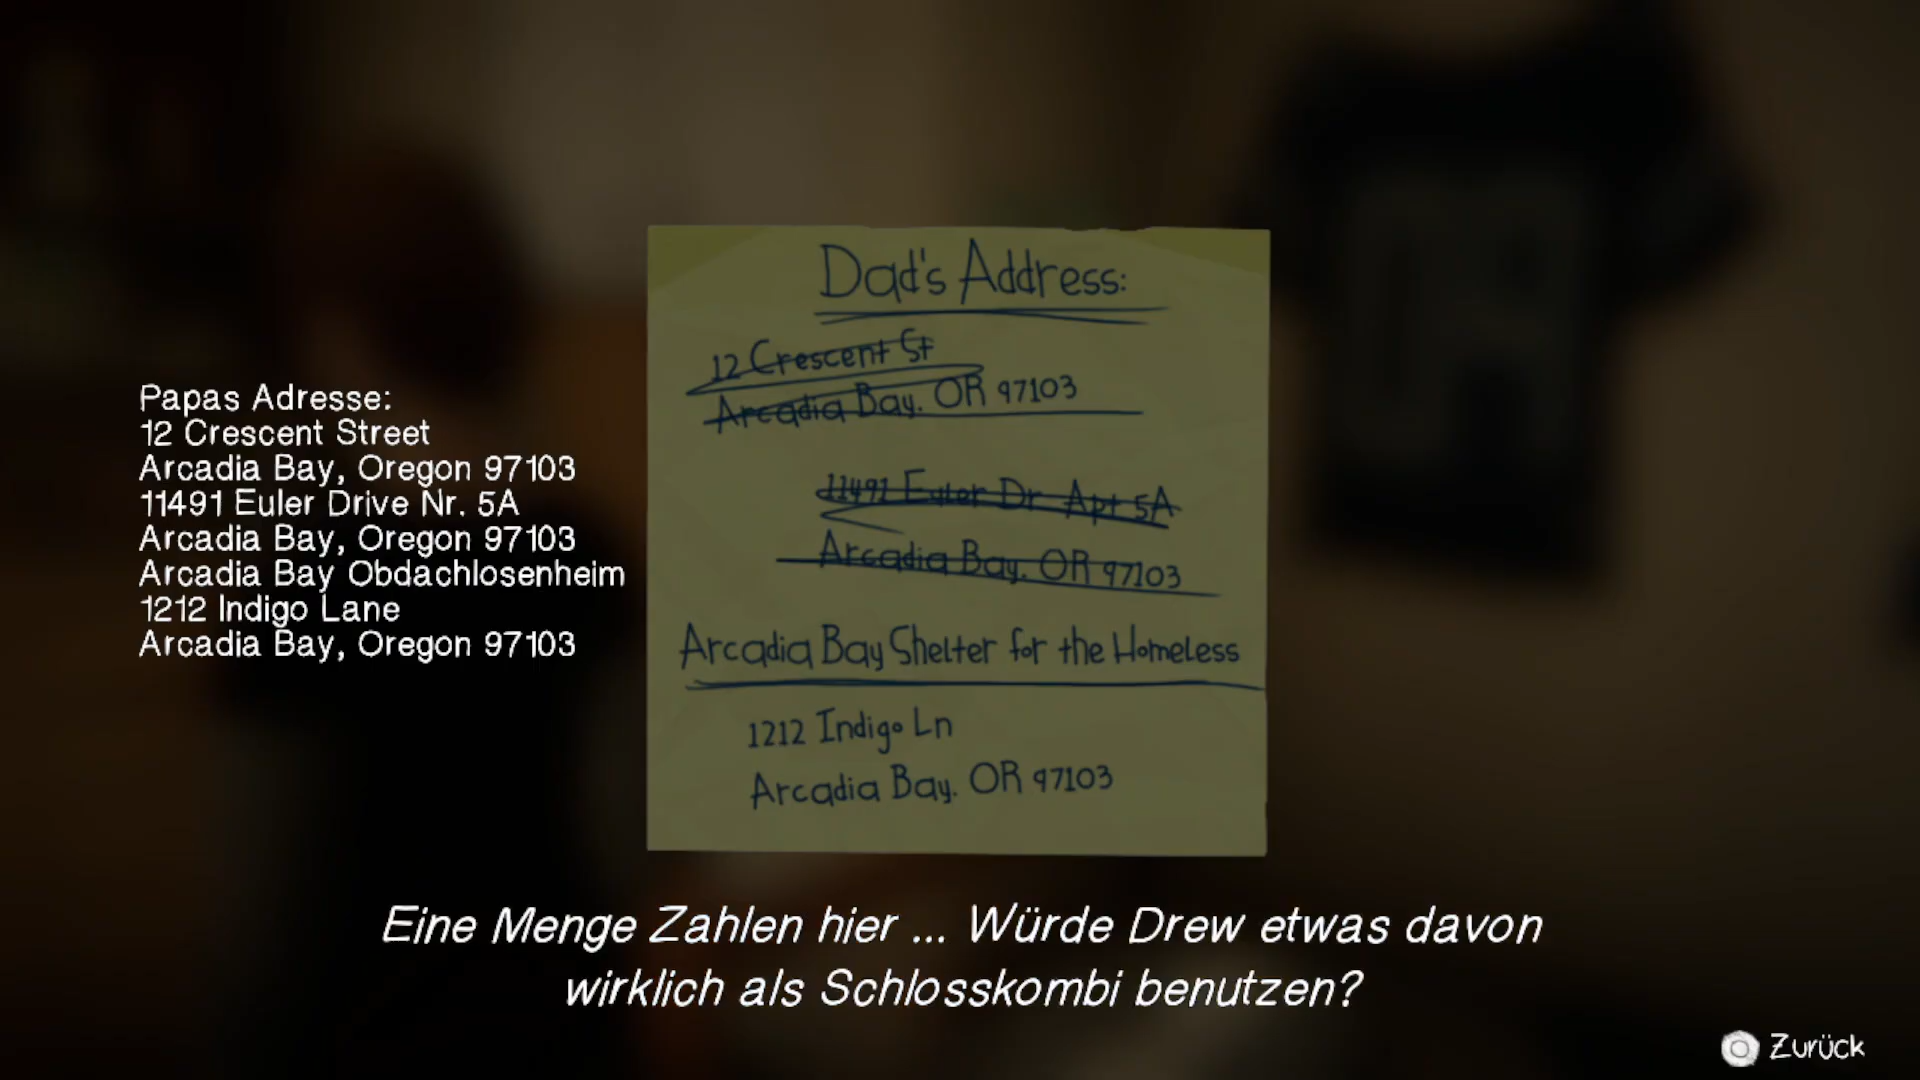 Papas Adresse:
12 Crescent Street
Arcadia Bay, Oregon 97103
11491 Euler Drive Nr. 5A
Arcadia Bay, Oregon 97103
Arcadia Bay Obdachlosenheim
1212 Indigo Lane
Arcadia Bay, Oregon 97103
Dad's Address:
12 Crescent St
Arcadia Bay. OR 97103
11491 Euler Dr Apt 5A
Arcadia Bay. OR 97103
Arcadia Bay Shelter for the Homeless
1212 Indigo Ln
Arcadia Bay. OR 97103
Eine Menge Zahlen hier ... Würde Drew etwas davon
wirklich als Schlosskombi benutzen?
Zurück